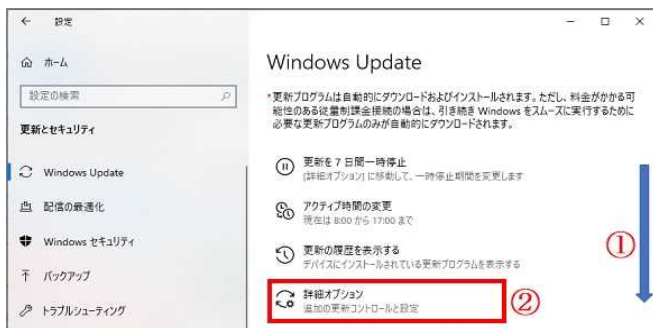 設定
ホーム
設定の検索
更新とセキュリティ
Windows Update
配信の最適化
Windows セキュリティ
バックアップ
トラブルシューティング
Windows Update
*更新プログラムは自動的にダウンロードおよびインストールされます。ただし、料金がかかる可
能性のある従量制課金接続の場合は、引き続き Windows をスムーズに実行するために
必要な更新プログラムのみが自動的にダウンロードされます。
更新を 7 日間一時停止
[詳細オプション] に移動して、一時停止期間を変更します
アクティブ時間の変更
現在は 8:00 から 17:00 まで
更新の履歴を表示する
デバイスにインストールされている更新プログラムを表示する
①
詳細オプション
追加の更新コントロールと設定
②